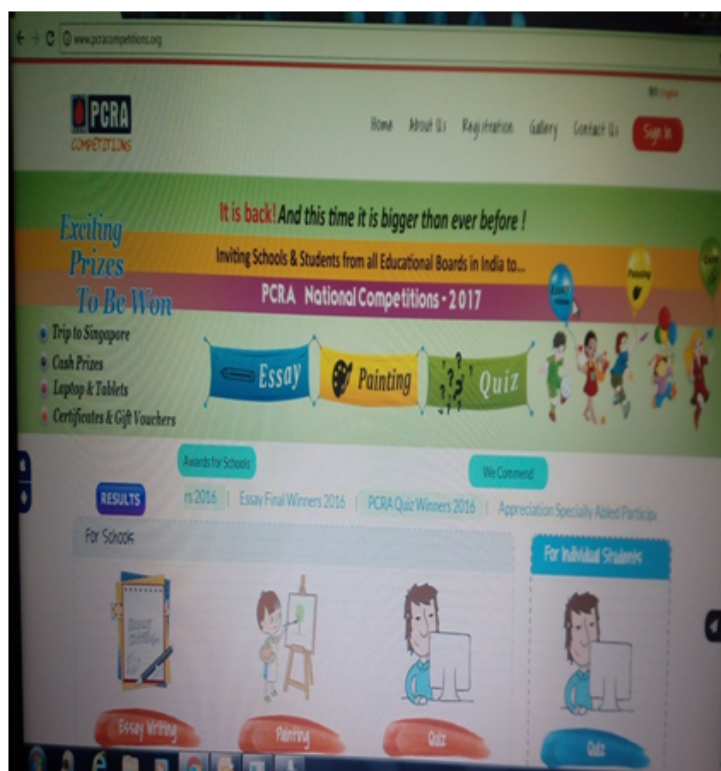 www.pcracompetitions.org
English
PCRA
COMPETITIONS
Home About Us Registration Gallery Contact Us Sign In
It is back! And this time it is bigger than ever before !
Inviting Schools & Students from all Educational Boards in India to...
PCRA National Competitions - 2017
Exciting
Prizes
To Be Won
Trip to Singapore
Cash Prizes
Laptop & Tablets
Certificates & Gift Vouchers
Essay Painting Quiz
Essay Painting Quiz
Awards for Schools We Commend
RESULTS rs 2016 | Essay Final Winners 2016 | PCRA Quiz Winners 2016 | Appreciation Specially Abled Particip
For Schools For Individual Students
Essay Writing Painting Quiz Quiz